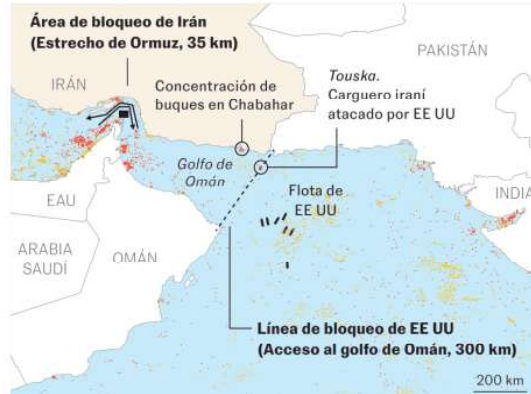 Área de bloqueo de Irán
(Estrecho de Ormuz, 35 km)
PAKISTÁN
IRÁN
Concentración de
buques en Chabahar
Touska.
Carguero iraní
atacado por EE UU
Golfo de
Omán
Flota de
EE UU
INDIA
EAU
ARABIA
SAUDÍ
OMÁN
Línea de bloqueo de EE UU
(Acceso al golfo de Omán, 300 km)
200 km